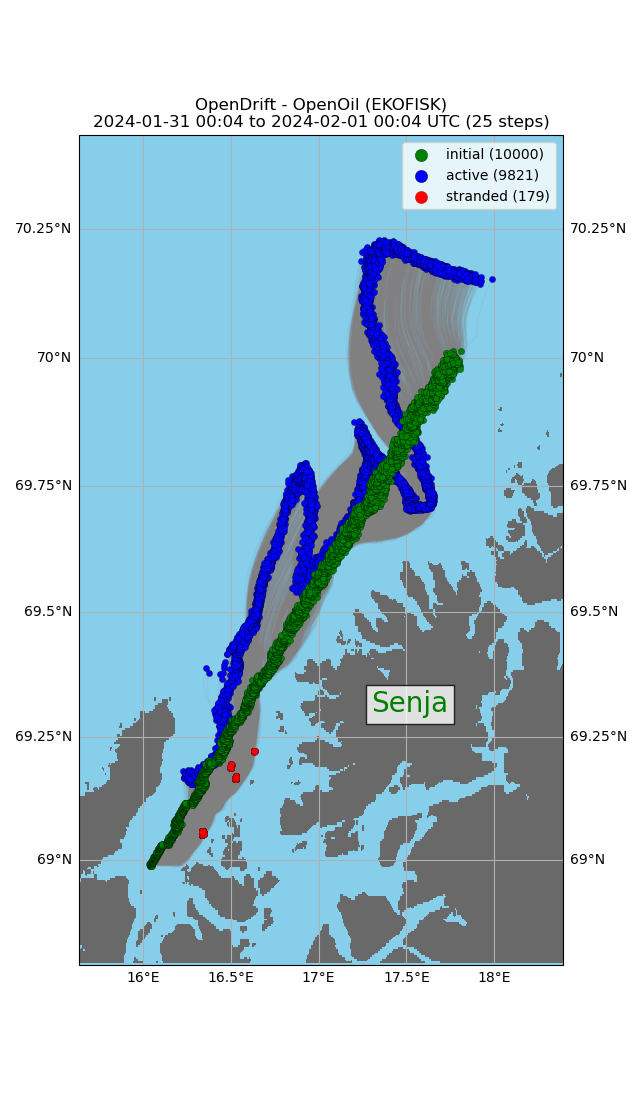 OpenDrift - OpenOil (EKOFISK)
2024-01-31 00:04 to 2024-02-01 00:04 UTC (25 steps)
initial (10000)
active (9821)
stranded (179)
70.25°N
70.25°N
70°N
70°N
69.75°N
69.75°N
69.5°N
69.5°N
Senja
69.25°N
69.25°N
69°N
69°N
16°E
16.5°E
17°E
17.5°E
18°E